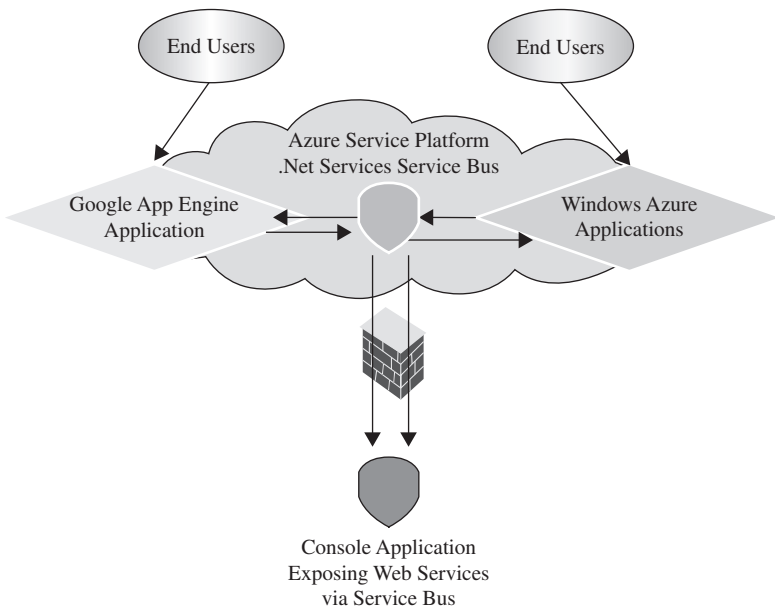 End Users
End Users
Azure Service Platform
.Net Services Service Bus
Google App Engine
Application
Windows Azure
Applications
Console Application
Exposing Web Services
via Service Bus